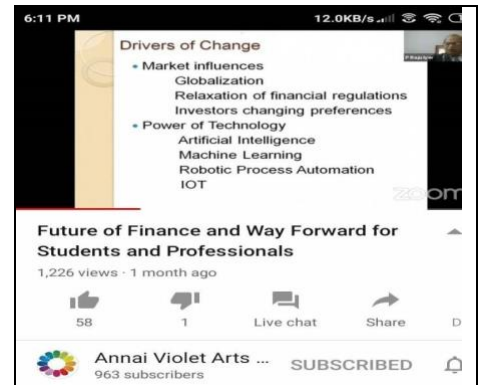 6:11 PM 12.0KB/s
Drivers of Change
• Market influences
Globalization
Relaxation of financial regulations
Investors changing preferences
• Power of Technology
Artificial Intelligence
Machine Learning
Robotic Process Automation
IOT
zoom
Future of Finance and Way Forward for
Students and Professionals
1,226 views · 1 month ago
58 1 Live chat Share D
Annai Violet Arts ... SUBSCRIBED
963 subscribers